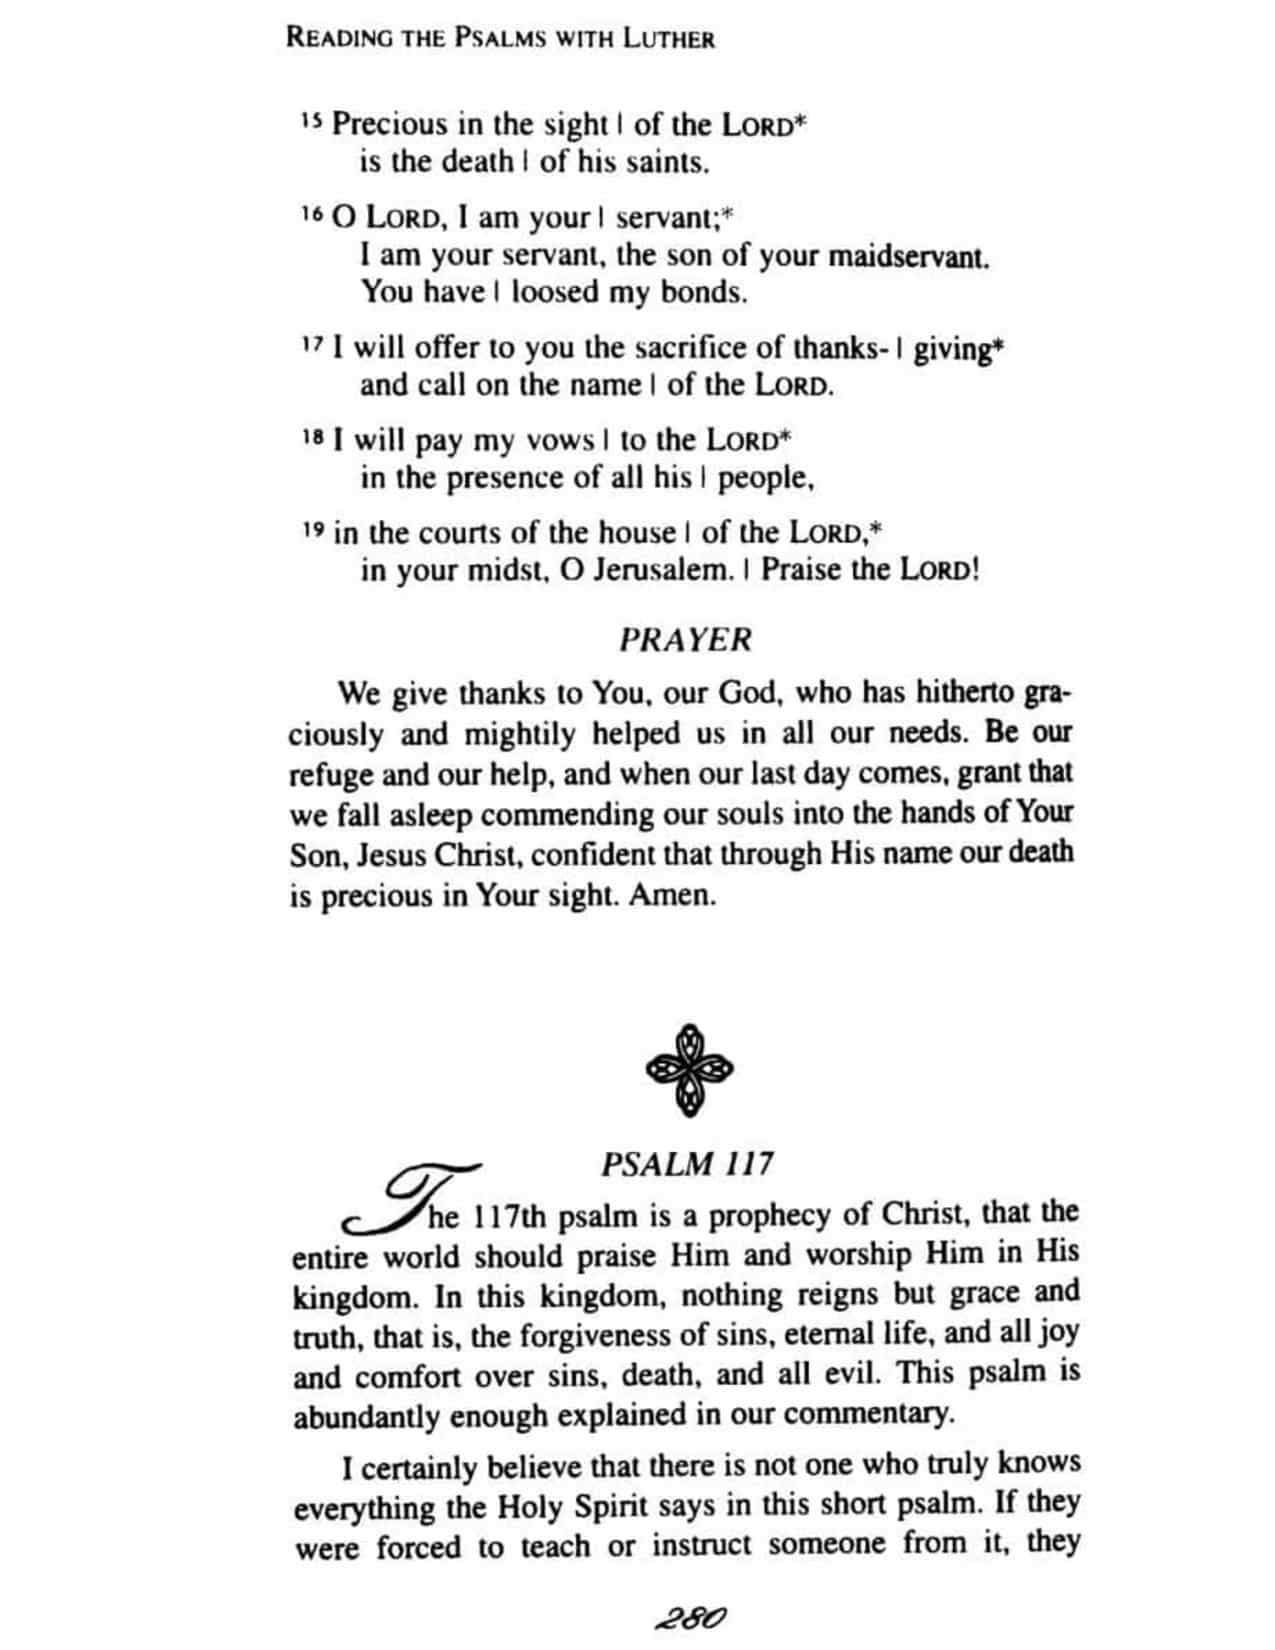 READING THE PSALMS WITH LUTHER
15 Precious in the sight | of the LORD*
is the death | of his saints.
16 O LORD, I am your | servant;*
I am your servant, the son of your maidservant.
You have | loosed my bonds.
17 I will offer to you the sacrifice of thanks- | giving*
and call on the name | of the LORD.
18 I will pay my vows | to the LORD*
in the presence of all his | people,
19 in the courts of the house | of the LORD,*
in your midst, O Jerusalem. | Praise the LORD!
PRAYER
We give thanks to You, our God, who has hitherto gra-
ciously and mightily helped us in all our needs. Be our
refuge and our help, and when our last day comes, grant that
we fall asleep commending our souls into the hands of Your
Son, Jesus Christ, confident that through His name our death
is precious in Your sight. Amen.
PSALM 117
The 117th psalm is a prophecy of Christ, that the
entire world should praise Him and worship Him in His
kingdom. In this kingdom, nothing reigns but grace and
truth, that is, the forgiveness of sins, eternal life, and all joy
and comfort over sins, death, and all evil. This psalm is
abundantly enough explained in our commentary.
I certainly believe that there is not one who truly knows
everything the Holy Spirit says in this short psalm. If they
were forced to teach or instruct someone from it, they
280